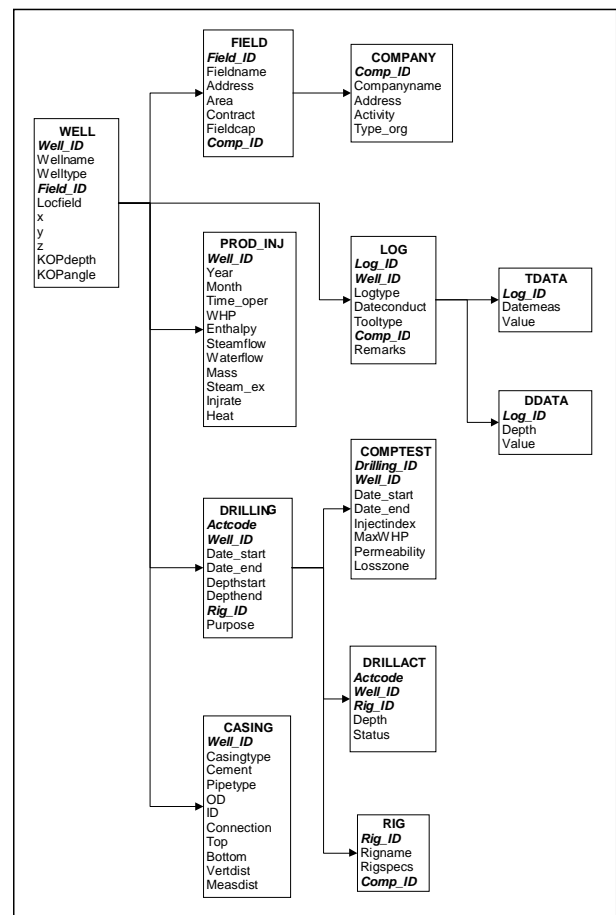 FIELD
Field_ID
Fieldname
Address
Area
Contract
Fieldcap
Comp_ID
COMPANY
Comp_ID
Companyname
Address
Activity
Type_org
WELL
Well_ID
Wellname
Welltype
Field_ID
Locfield
x
y
z
KOPdepth
KOPangle
PROD_INJ
Well_ID
Year
Month
Time_oper
WHP
Enthalpy
Steamflow
Waterflow
Mass
Steam_ex
Injrate
Heat
LOG
Log_ID
Well_ID
Logtype
Dateconduct
Tooltype
Comp_ID
Remarks
TDATA
Log_ID
Datemeas
Value
DDATA
Log_ID
Depth
Value
COMPTEST
Drilling_ID
Well_ID
Date_start
Date_end
Injectindex
MaxWHP
Permeability
Losszone
DRILLING
Actcode
Well_ID
Date_start
Date_end
Depthstart
Depthend
Rig_ID
Purpose
DRILLACT
Actcode
Well_ID
Rig_ID
Depth
Status
CASING
Well_ID
Casingtype
Cement
Pipetype
OD
ID
Connection
Top
Bottom
Vertdist
Measdist
RIG
Rig_ID
Rigname
Rigspecs
Comp_ID